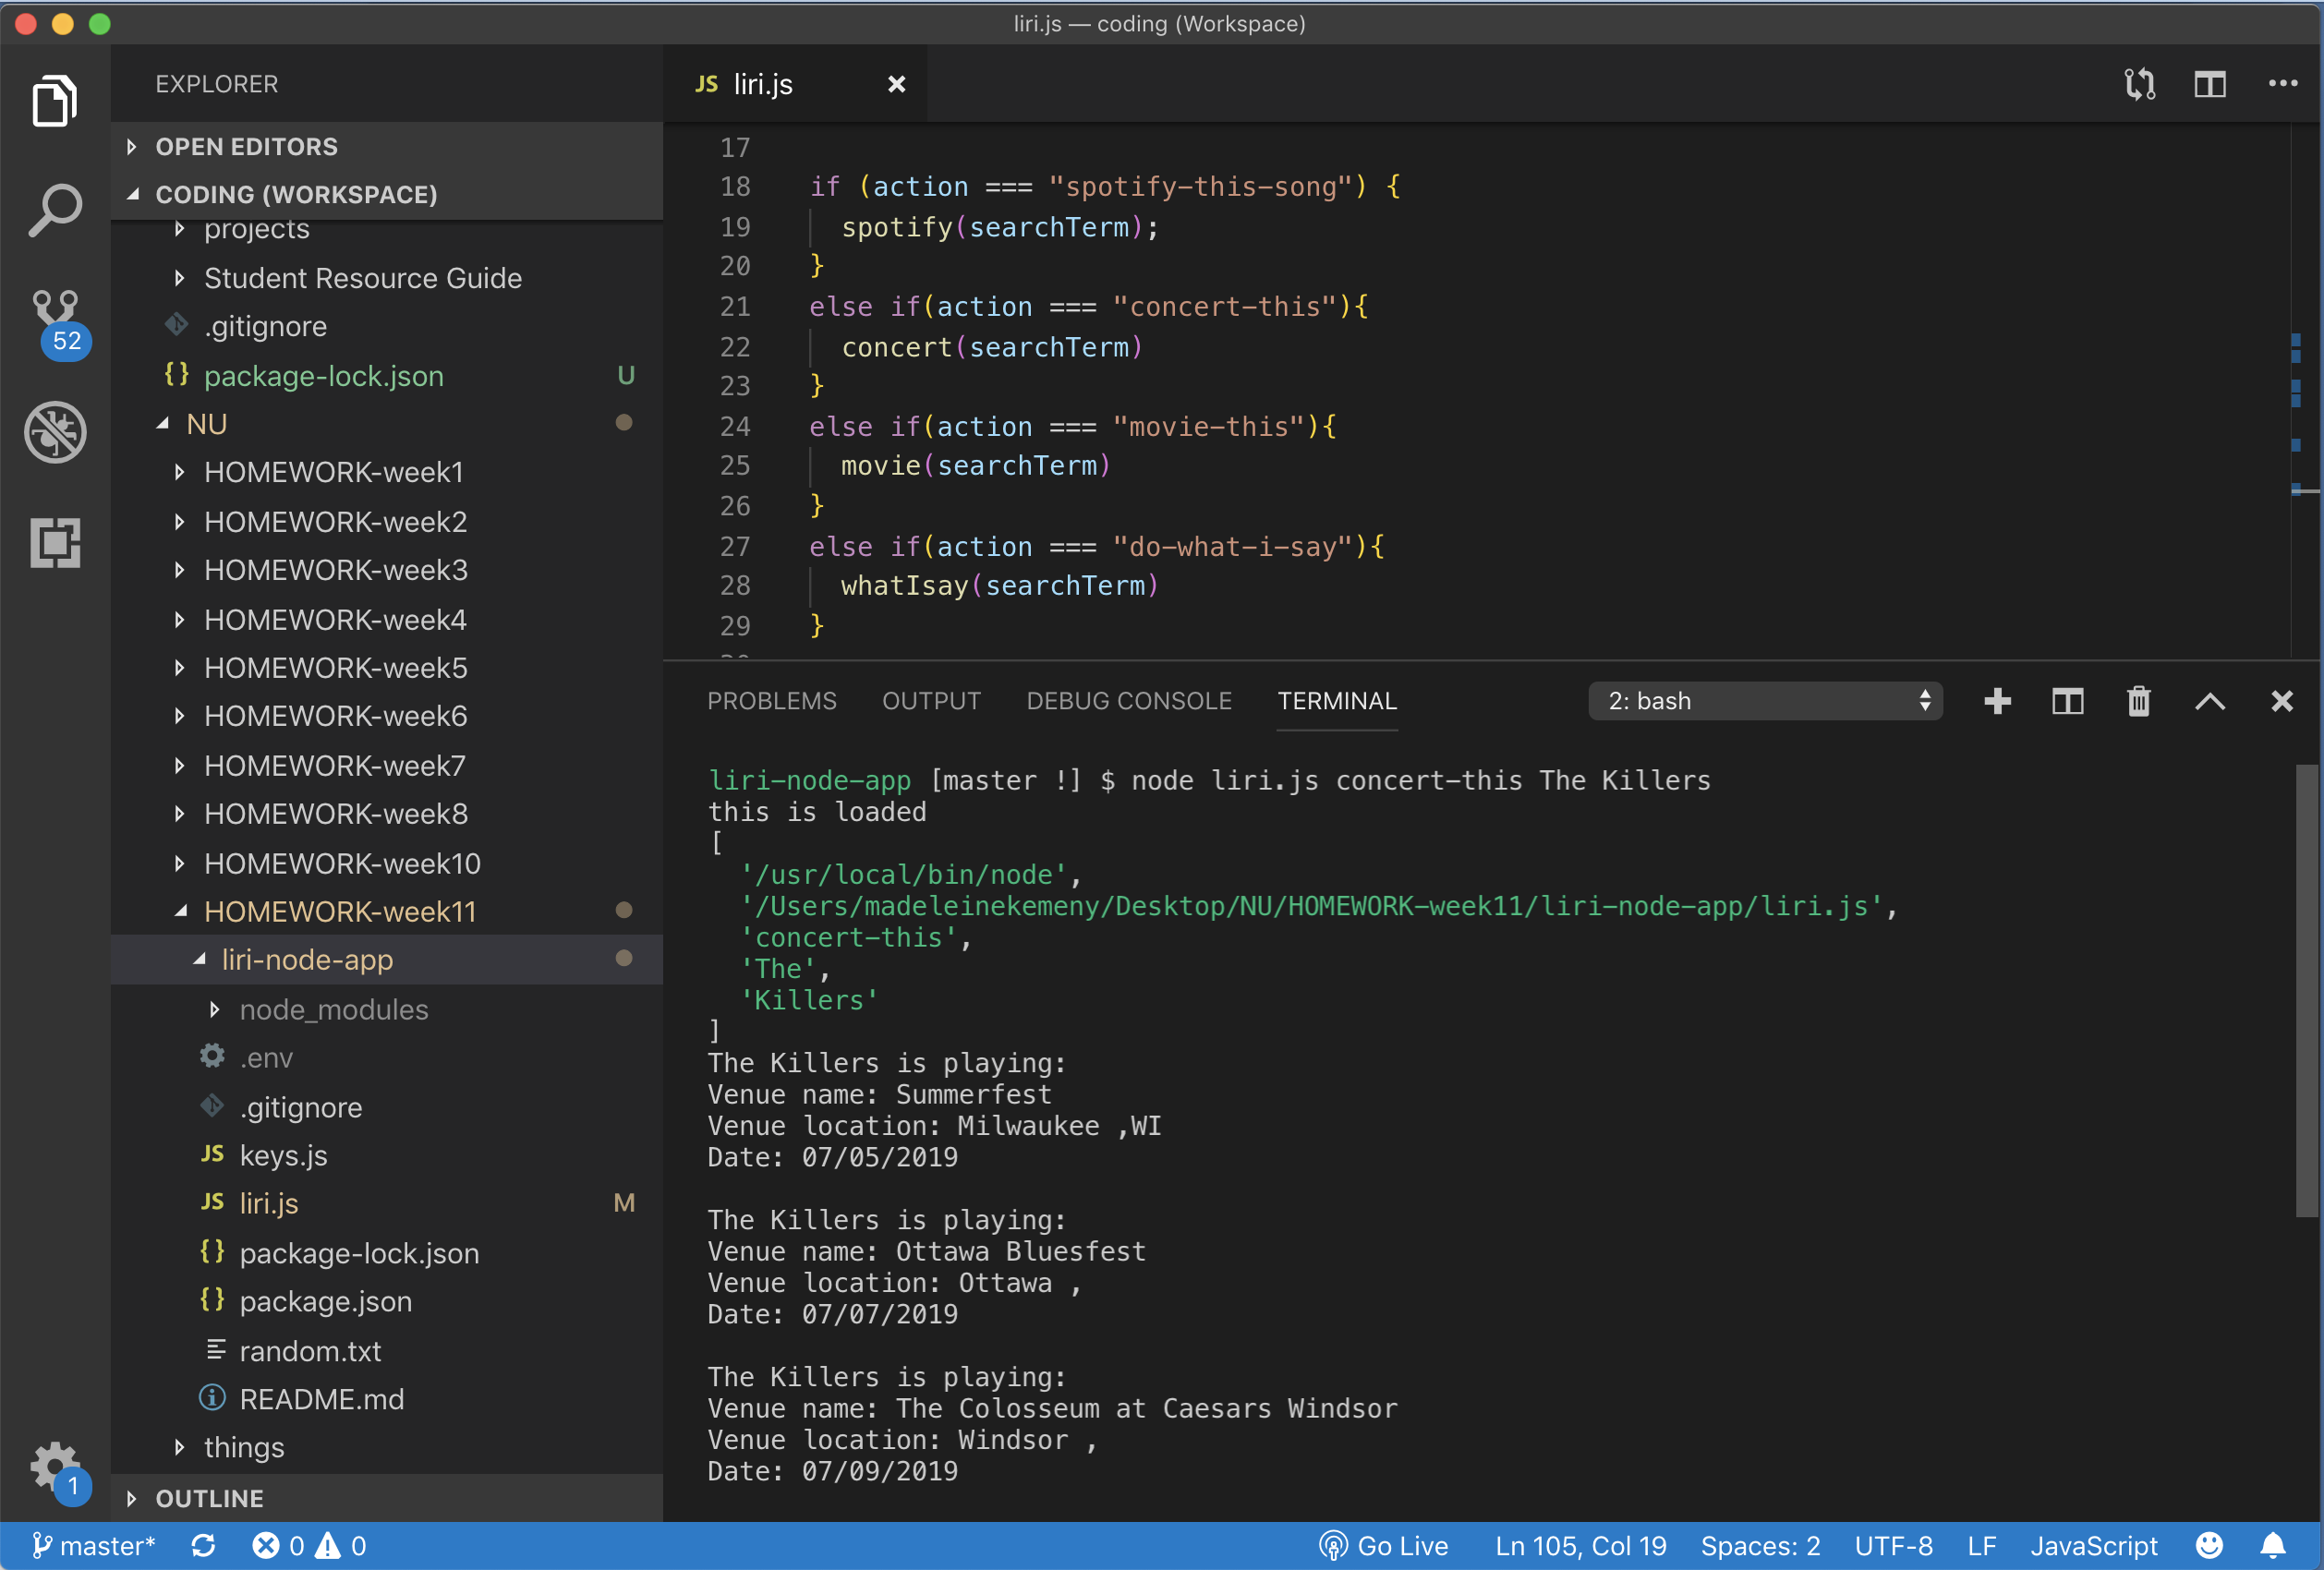 liri.js — coding (Workspace)
EXPLORER
OPEN EDITORS
CODING (WORKSPACE)
projects
Student Resource Guide
.gitignore
package-lock.json U
NU
HOMEWORK-week1
HOMEWORK-week2
HOMEWORK-week3
HOMEWORK-week4
HOMEWORK-week5
HOMEWORK-week6
HOMEWORK-week7
HOMEWORK-week8
HOMEWORK-week10
HOMEWORK-week11
liri-node-app
node_modules
.env
.gitignore
JS keys.js
JS liri.js M
{} package-lock.json
{} package.json
random.txt
README.md
things
OUTLINE
52
1
JS liri.js
17
18 if (action === "spotify-this-song") {
19 spotify(searchTerm);
20 }
21 else if(action === "concert-this"){
22 concert(searchTerm)
23 }
24 else if(action === "movie-this"){
25 movie(searchTerm)
26 }
27 else if(action === "do-what-i-say"){
28 whatIsay(searchTerm)
29 }
PROBLEMS OUTPUT DEBUG CONSOLE TERMINAL 2: bash
liri-node-app [master !] $ node liri.js concert-this The Killers
this is loaded
[
'/usr/local/bin/node',
'/Users/madeleinekemeny/Desktop/NU/HOMEWORK-week11/liri-node-app/liri.js',
'concert-this',
'The',
'Killers'
]
The Killers is playing:
Venue name: Summerfest
Venue location: Milwaukee ,WI
Date: 07/05/2019
The Killers is playing:
Venue name: Ottawa Bluesfest
Venue location: Ottawa ,
Date: 07/07/2019
The Killers is playing:
Venue name: The Colosseum at Caesars Windsor
Venue location: Windsor ,
Date: 07/09/2019
master* 0 0 Go Live Ln 105, Col 19 Spaces: 2 UTF-8 LF JavaScript